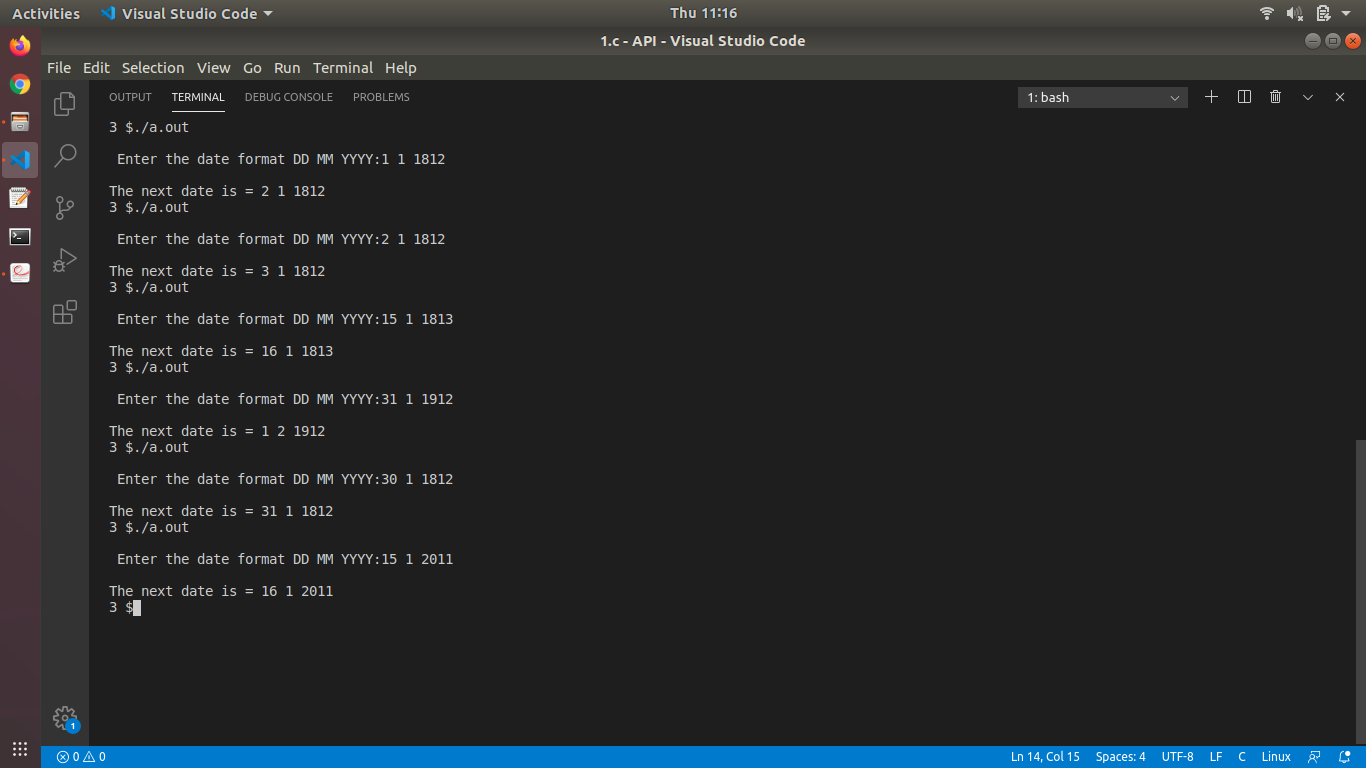 Activities Visual Studio Code Thu 11:16
1.c - API - Visual Studio Code
File Edit Selection View Go Run Terminal Help
OUTPUT TERMINAL DEBUG CONSOLE PROBLEMS 1: bash
3 $./a.out
Enter the date format DD MM YYYY:1 1 1812
The next date is = 2 1 1812
3 $./a.out
Enter the date format DD MM YYYY:2 1 1812
The next date is = 3 1 1812
3 $./a.out
Enter the date format DD MM YYYY:15 1 1813
The next date is = 16 1 1813
3 $./a.out
Enter the date format DD MM YYYY:31 1 1912
The next date is = 1 2 1912
3 $./a.out
Enter the date format DD MM YYYY:30 1 1812
The next date is = 31 1 1812
3 $./a.out
Enter the date format DD MM YYYY:15 1 2011
The next date is = 16 1 2011
3 $
1
0 0 Ln 14, Col 15 Spaces: 4 UTF-8 LF C Linux